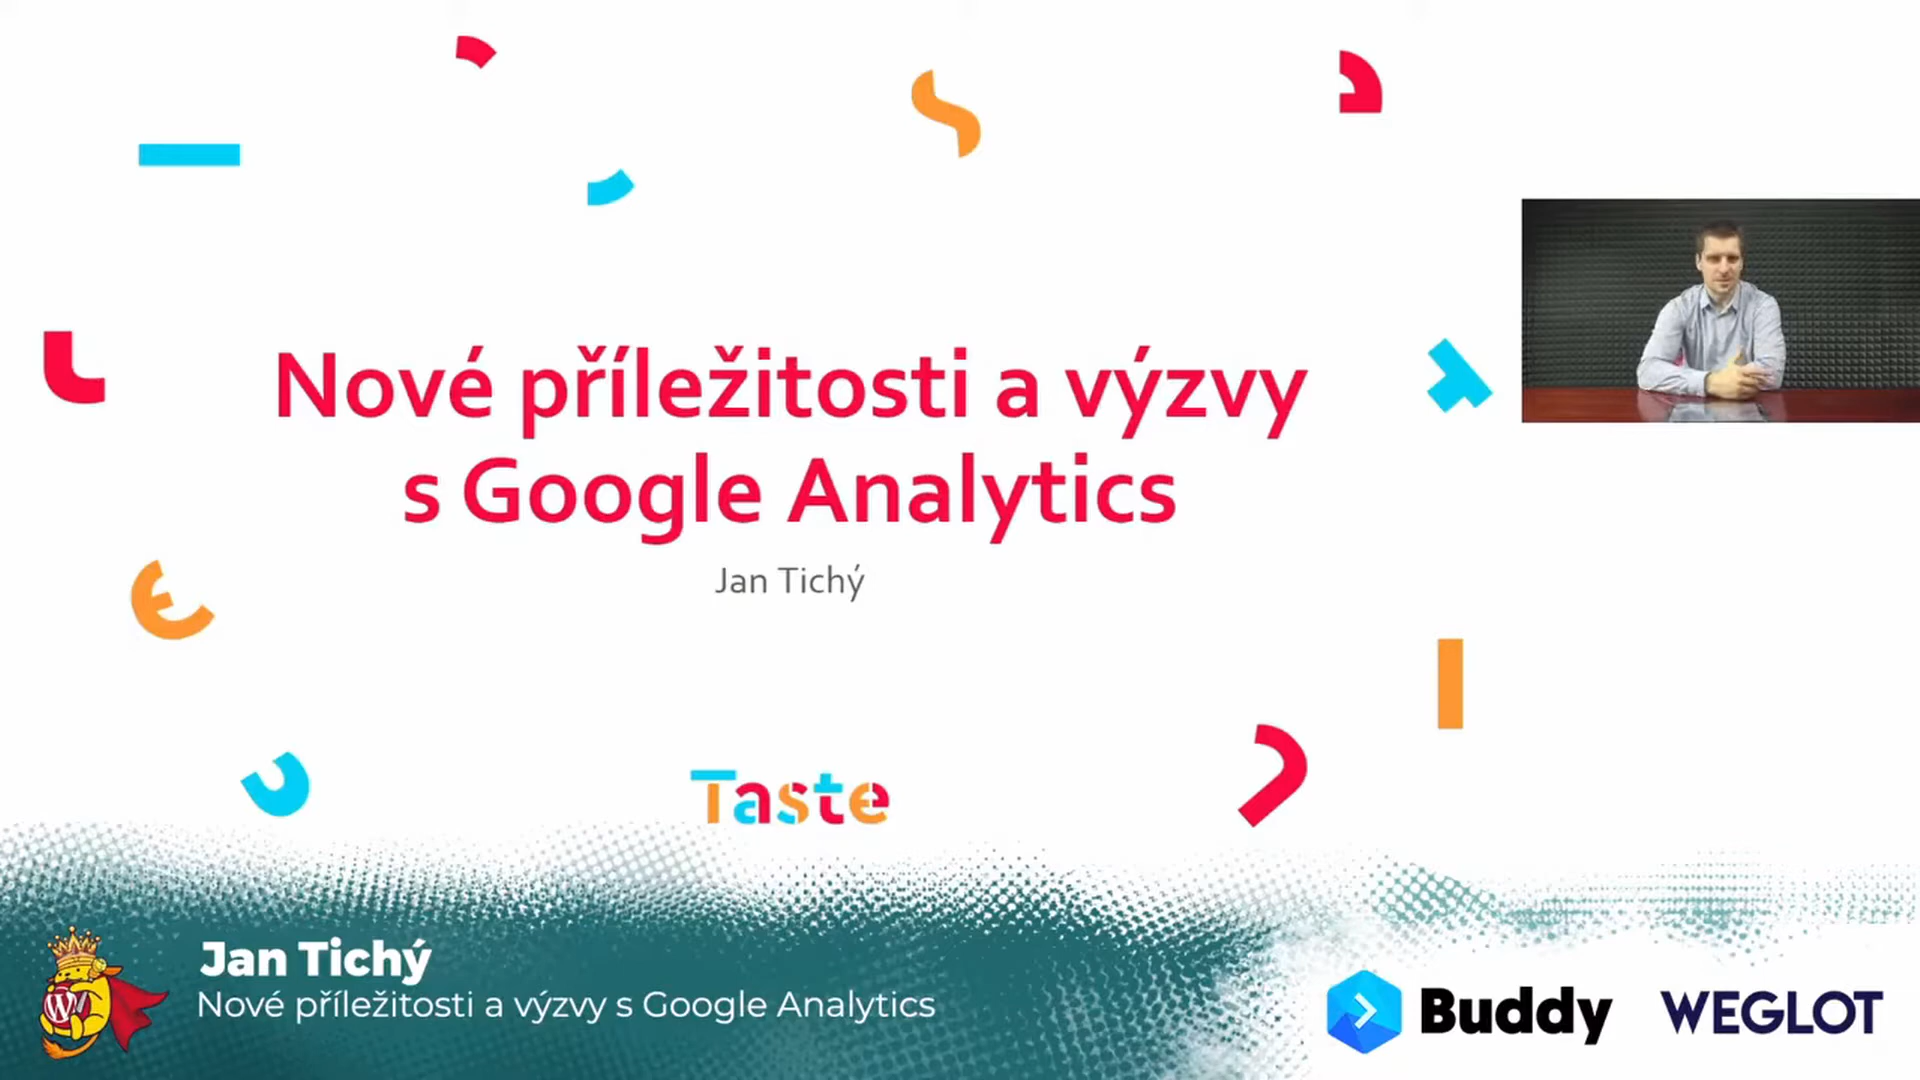 Nové příležitosti a výzvy
s Google Analytics
Jan Tichý
Taste
Jan Tichý
Nové příležitosti a výzvy s Google Analytics
Buddy
WEGLOT